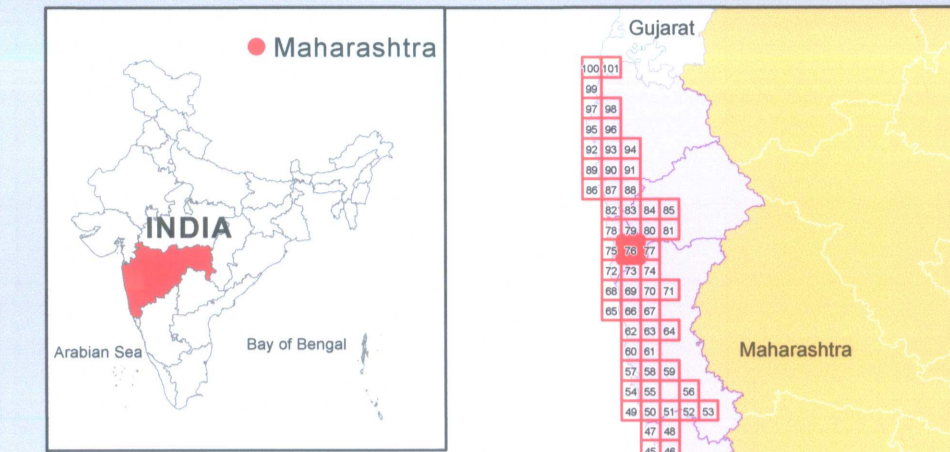 Maharashtra
INDIA
Arabian Sea
Bay of Bengal
Gujarat
100 101
99
97 98
95 96
92 93 94
89 90 91
86 87 88
82 83 84 85
78 79 80 81
75 76 77
72 73 74
68 69 70 71
65 66 67
62 63 64
Maharashtra
60 61
57 58 59
54 55 56
49 50 51 52 53
47 48
45 46